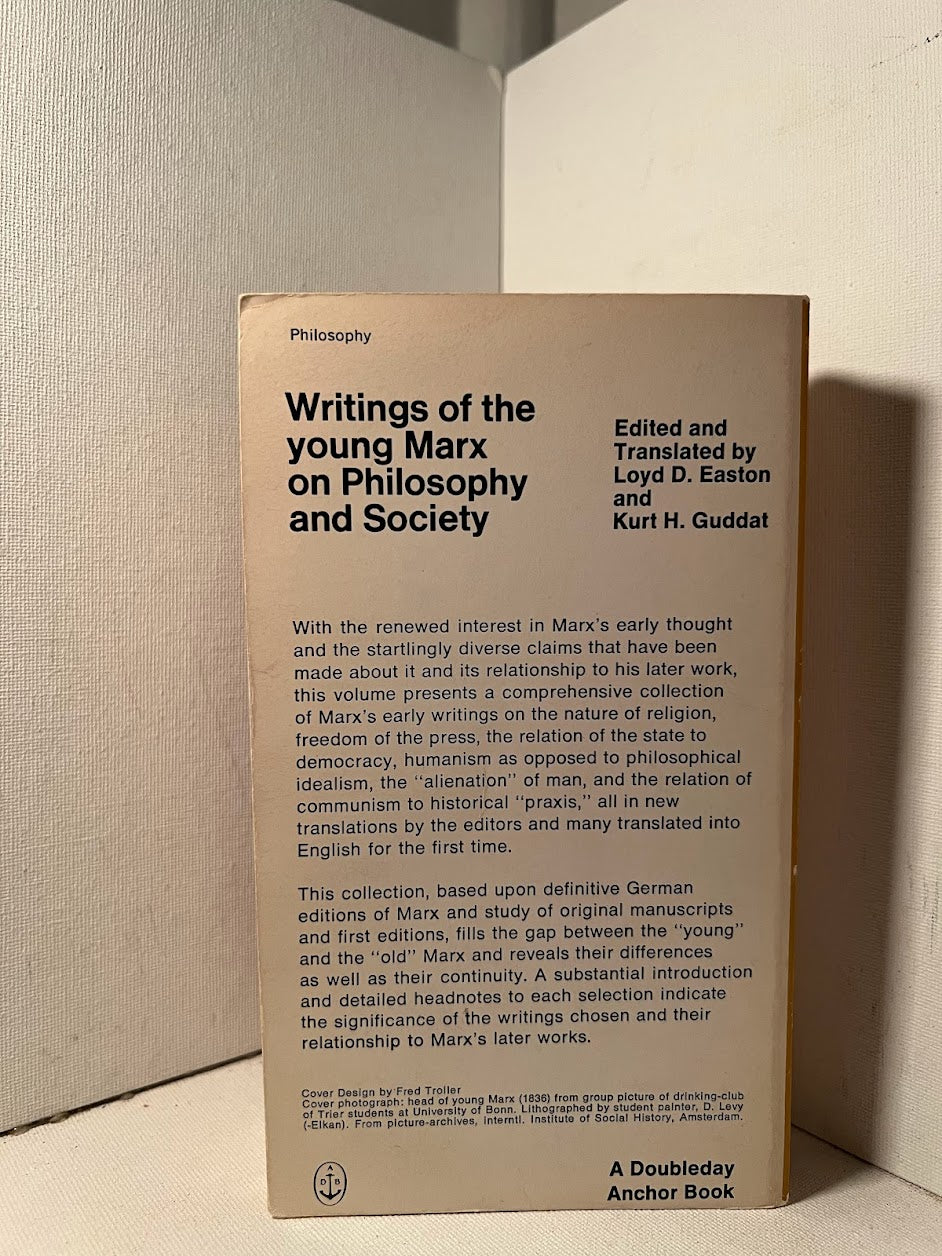 Philosophy
Writings of the
young Marx
on Philosophy
and Society
Edited and
Translated by
Loyd D. Easton
and
Kurt H. Guddat
With the renewed interest in Marx's early thought
and the startlingly diverse claims that have been
made about it and its relationship to his later work,
this volume presents a comprehensive collection
of Marx's early writings on the nature of religion,
freedom of the press, the relation of the state to
democracy, humanism as opposed to philosophical
idealism, the "alienation" of man, and the relation of
communism to historical "praxis," all in new
translations by the editors and many translated into
English for the first time.
This collection, based upon definitive German
editions of Marx and study of original manuscripts
and first editions, fills the gap between the "young"
and the "old" Marx and reveals their differences
as well as their continuity. A substantial introduction
and detailed headnotes to each selection indicate
the significance of the writings chosen and their
relationship to Marx's later works.
Cover Design by Fred Troller
Cover photograph: head of young Marx (1836) from group picture of drinking-club
of Trier students at University of Bonn. Lithographed by student painter, D. Levy
(-Elkan). From picture-archives, Interntl. Institute of Social History, Amsterdam.
A
D B
A Doubleday
Anchor Book